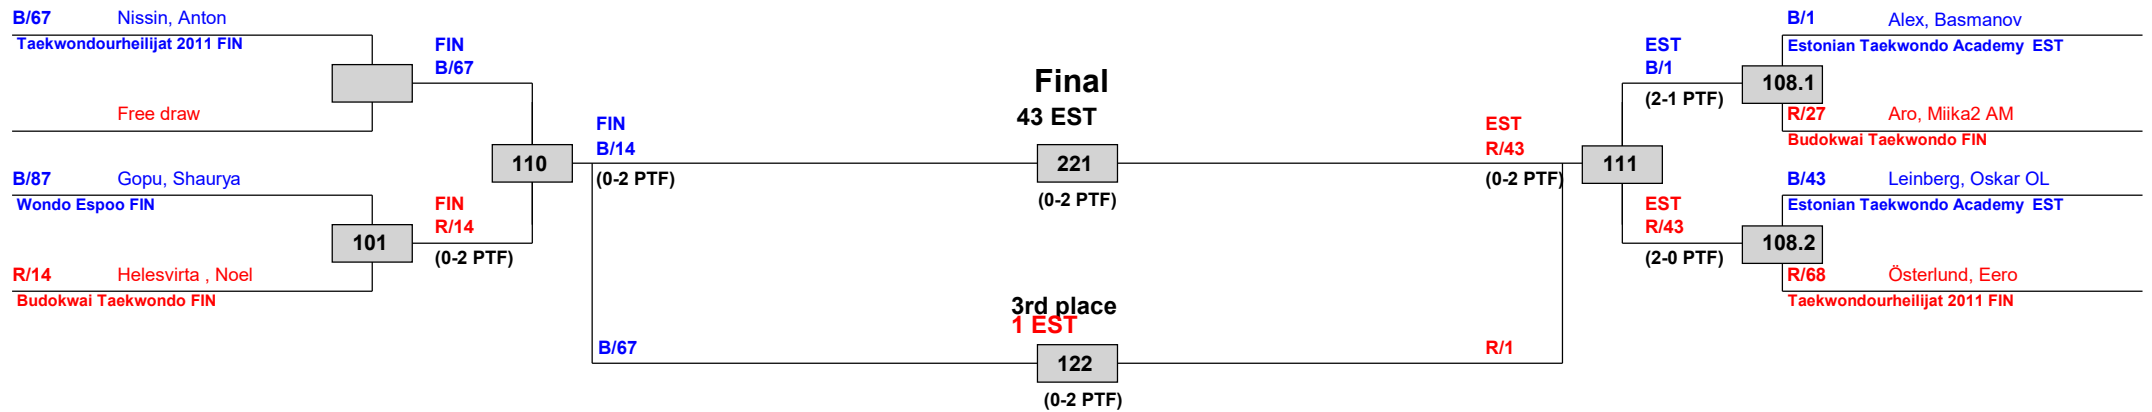 B/67 Nissin, Anton
Taekwondourheilijat 2011 FIN
Free draw
B/87 Gopu, Shaurya
Wondo Espoo FIN
101
R/14 Helesvirta , Noel
Budokwai Taekwondo FIN
FIN
B/67
FIN
R/14
(0-2 PTF)
110
FIN
B/14
(0-2 PTF)
Final
43 EST
221
(0-2 PTF)
3rd place
1 EST
B/67
122
(0-2 PTF)
R/1
EST
R/43
(0-2 PTF)
111
EST
B/1
(2-1 PTF)
EST
R/43
(2-0 PTF)
B/1 Alex, Basmanov
Estonian Taekwondo Academy  EST
108.1
R/27 Aro, Miika2 AM
Budokwai Taekwondo FIN
B/43 Leinberg, Oskar OL
Estonian Taekwondo Academy  EST
108.2
R/68 Österlund, Eero
Taekwondourheilijat 2011 FIN